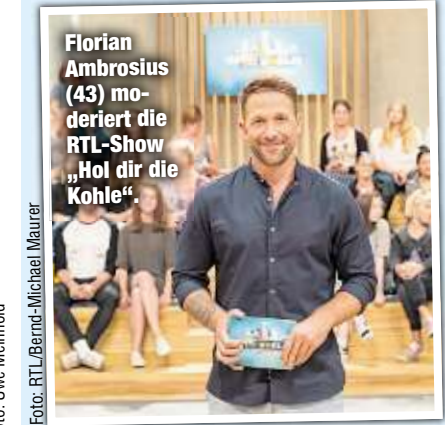 Florian
Ambrosius
(43) mo-
deriert die
RTL-Show
„Hol dir die
Kohle“.
Foto: RTL/Bernd-Michael Maurer